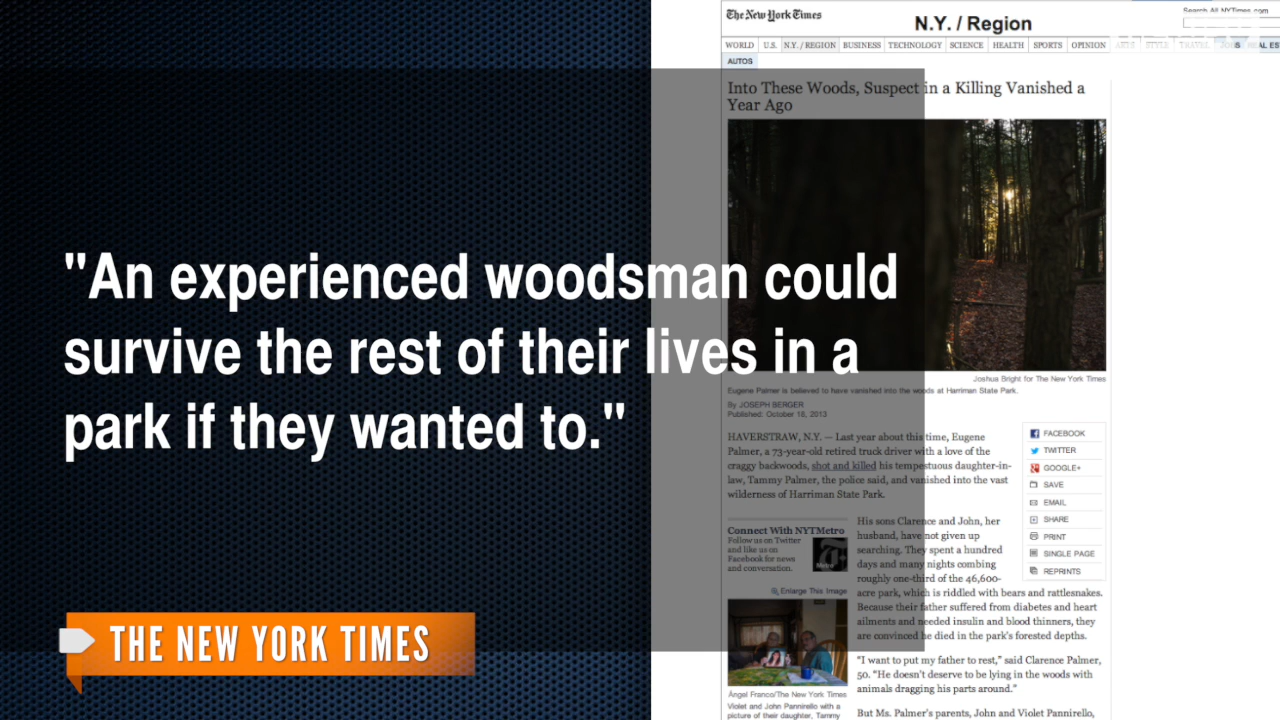 The New York Times
N.Y. / Region
Search All NYTimes.com
WORLD U.S. N.Y. / REGION BUSINESS TECHNOLOGY SCIENCE HEALTH SPORTS OPINION ARTS STYLE TRAVEL JOBS REAL ES
AUTOS
Into These Woods, Suspect in a Killing Vanished a
Year Ago
"An experienced woodsman could
survive the rest of their lives in a
park if they wanted to."
THE NEW YORK TIMES
Joshua Bright for The New York Times
Eugene Palmer is believed to have vanished into the woods at Harriman State Park.
By JOSEPH BERGER
Published: October 18, 2013
HAVERSTRAW, N.Y. — Last year about this time, Eugene
Palmer, a 73-year-old retired truck driver with a love of the
craggy backwoods, shot and killed his tempestuous daughter-in-
law, Tammy Palmer, the police said, and vanished into the vast
wilderness of Harriman State Park.
FACEBOOK
TWITTER
GOOGLE+
SAVE
EMAIL
SHARE
PRINT
SINGLE PAGE
REPRINTS
Connect With NYTMetro
Follow us on Twitter
and like us on
Facebook for news
and conversation.
Metro
Enlarge This Image
Ángel Franco/The New York Times
Violet and John Pannirello with a
picture of their daughter, Tammy
His sons Clarence and John, her
husband, have not given up
searching. They spent a hundred
days and many nights combing
roughly one-third of the 46,600-
acre park, which is riddled with bears and rattlesnakes.
Because their father suffered from diabetes and heart
ailments and needed insulin and blood thinners, they
are convinced he died in the park's forested depths.
“I want to put my father to rest,” said Clarence Palmer,
50. “He doesn't deserve to be lying in the woods with
animals dragging his parts around.”
But Ms. Palmer's parents, John and Violet Pannirello,